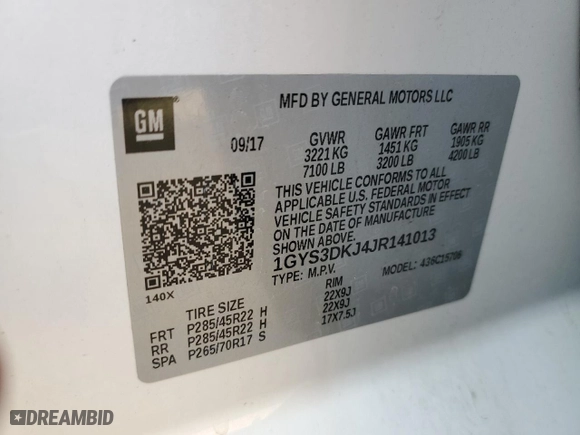 GM
MFD BY GENERAL MOTORS LLC
09/17 GVWR GAWR FRT GAWR RR
3221 KG 1451 KG 1905 KG
7100 LB 3200 LB 4200 LB
THIS VEHICLE CONFORMS TO ALL
APPLICABLE U.S. FEDERAL MOTOR
VEHICLE SAFETY STANDARDS IN EFFECT
ON THE DATE OF MANUFACTURE
SHOWN ABOVE.
1GYS3DKJ4JR141013
TYPE: M.P.V. MODEL:
140X
TIRE SIZE RIM
FRT P285/45R22 H 22X9J
RR P285/45R22 H 22X9J
SPA P265/70R17 S 17X7.5J
DREAMBID